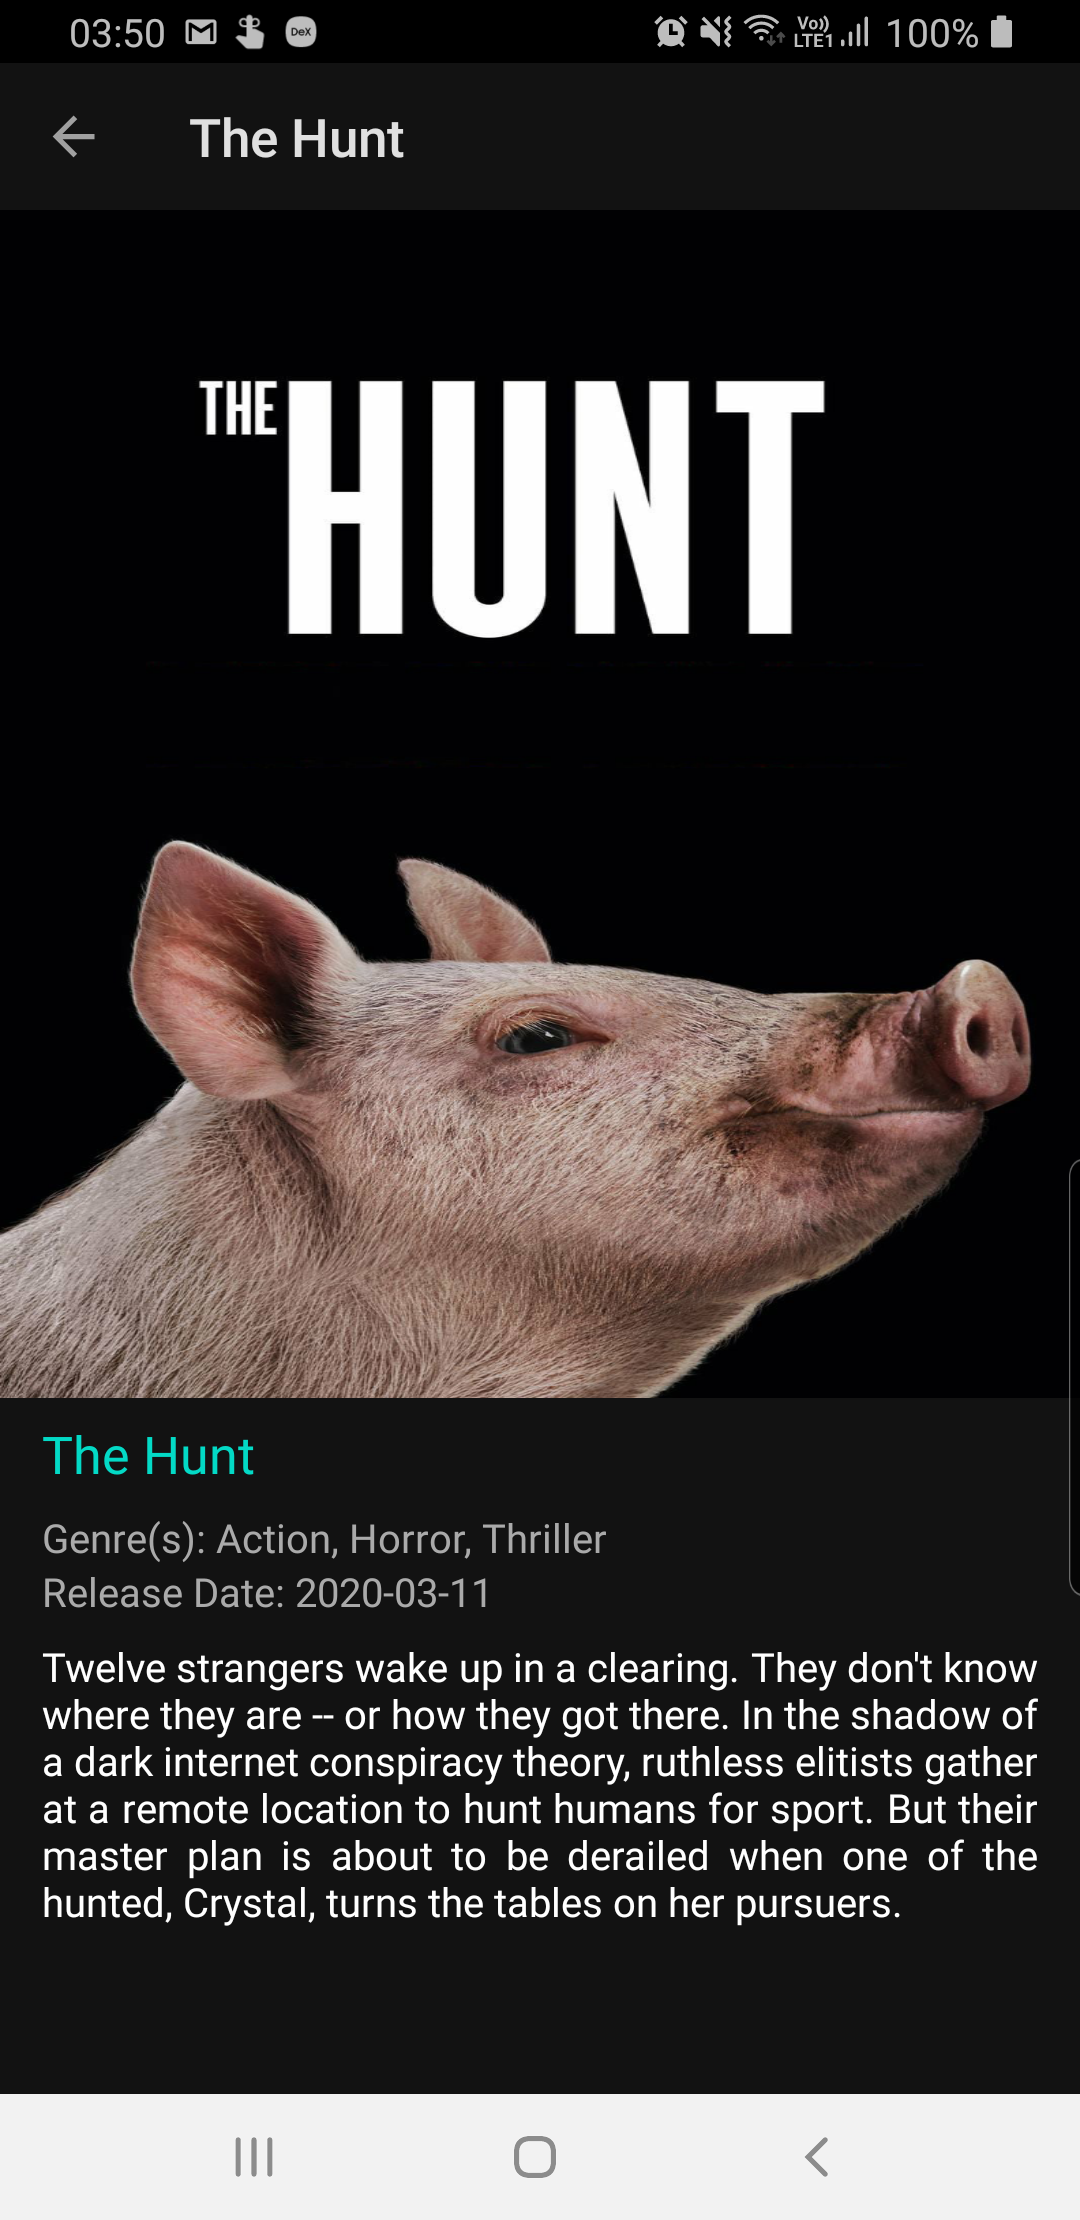 03:50 DeX Vo)) LTE1 100%
The Hunt
THE HUNT
The Hunt
Genre(s): Action, Horror, Thriller
Release Date: 2020-03-11
Twelve strangers wake up in a clearing. They don't know
where they are -- or how they got there. In the shadow of
a dark internet conspiracy theory, ruthless elitists gather
at a remote location to hunt humans for sport. But their
master plan is about to be derailed when one of the
hunted, Crystal, turns the tables on her pursuers.